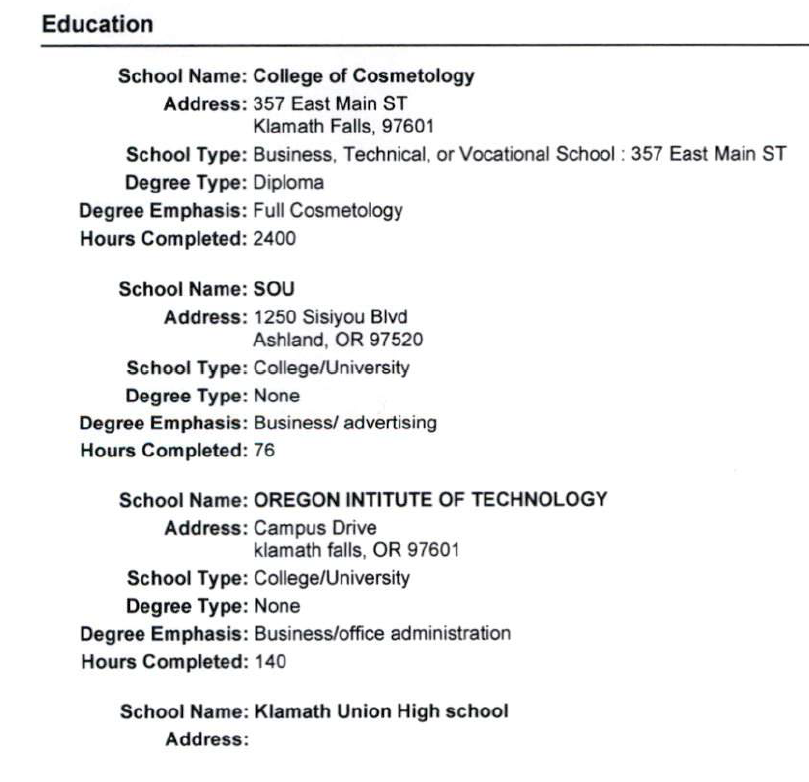 Education
School Name: College of Cosmetology
Address: 357 East Main ST
Klamath Falls, 97601
School Type: Business, Technical, or Vocational School : 357 East Main ST
Degree Type: Diploma
Degree Emphasis: Full Cosmetology
Hours Completed: 2400
School Name: SOU
Address: 1250 Sisiyou Blvd
Ashland, OR 97520
School Type: College/University
Degree Type: None
Degree Emphasis: Business/ advertising
Hours Completed: 76
School Name: OREGON INTITUTE OF TECHNOLOGY
Address: Campus Drive
klamath falls, OR 97601
School Type: College/University
Degree Type: None
Degree Emphasis: Business/office administration
Hours Completed: 140
School Name: Klamath Union High school
Address: